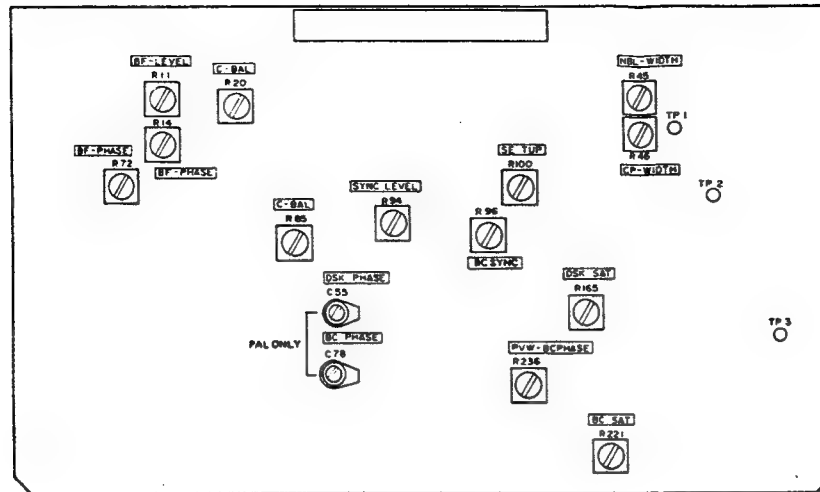 BF-LEVEL
R11
C-BAL
R20
R14
BF-PHASE
R72
BF-PHASE
NBL-WIDTH
R45
TP 1
R46
CP-WIDTH
TP 2
SETUP
R100
SYNC LEVEL
R94
C-BAL
R85
R96
BC SYNC
DSK PHASE
C55
PAL ONLY
BC PHASE
C78
DSK SAT
R165
TP 3
PVW-BCPHASE
R236
BC SAT
R221